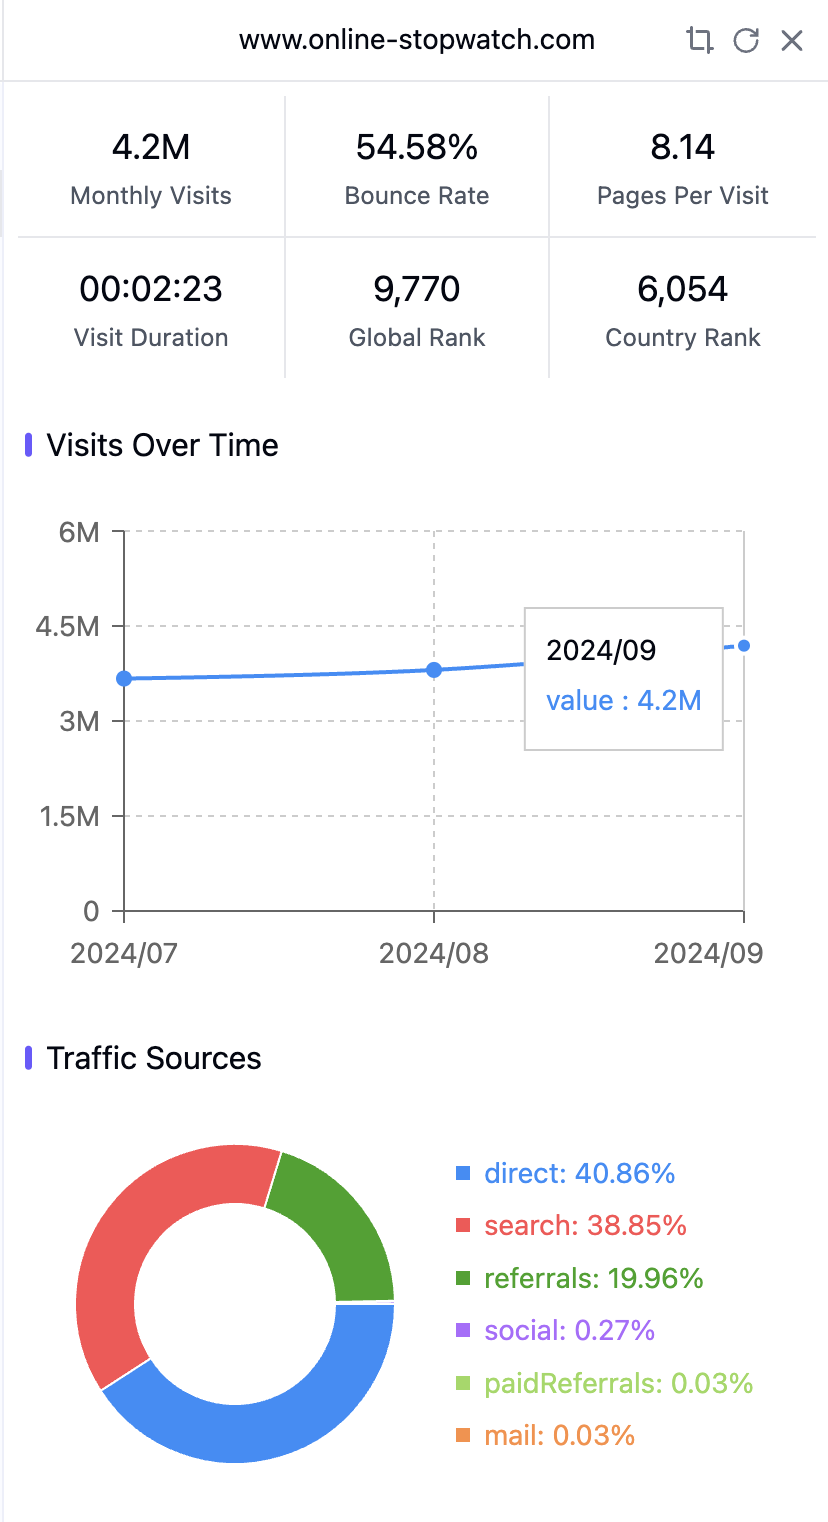 www.online-stopwatch.com
4.2M
Monthly Visits
54.58%
Bounce Rate
8.14
Pages Per Visit
00:02:23
Visit Duration
9,770
Global Rank
6,054
Country Rank
Visits Over Time
6M
4.5M
3M
1.5M
0
2024/07
2024/08
2024/09
2024/09
value : 4.2M
Traffic Sources
direct: 40.86%
search: 38.85%
referrals: 19.96%
social: 0.27%
paidReferrals: 0.03%
mail: 0.03%